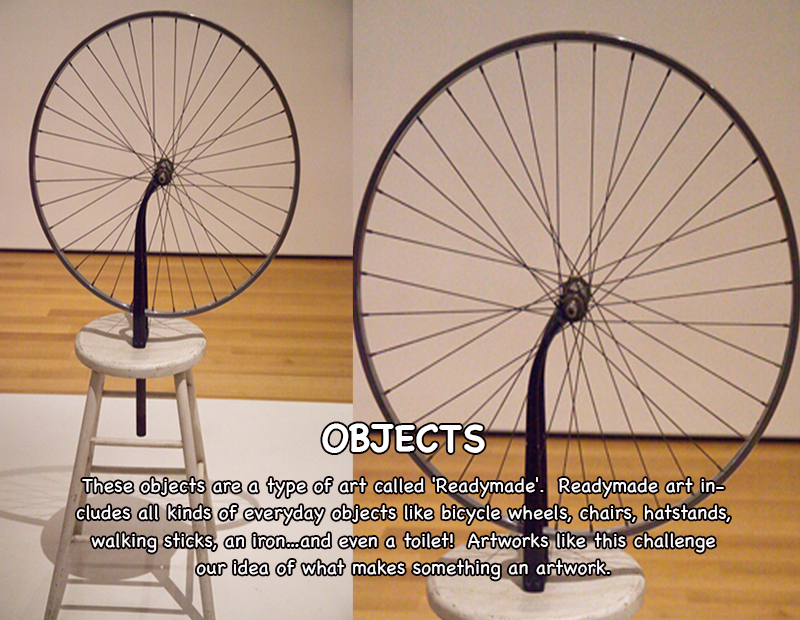 OBJECTS
These objects are a type of art called 'Readymade'.  Readymade art in-
cludes all kinds of everyday objects like bicycle wheels, chairs, hatstands,
walking sticks, an iron...and even a toilet!  Artworks like this challenge
our idea of what makes something an artwork.